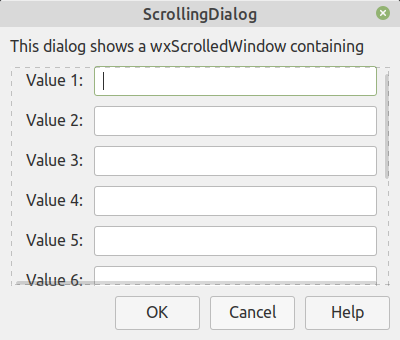 ScrollingDialog
This dialog shows a wxScrolledWindow containing
Value 1:
Value 2:
Value 3:
Value 4:
Value 5:
Value 6:
OK Cancel Help